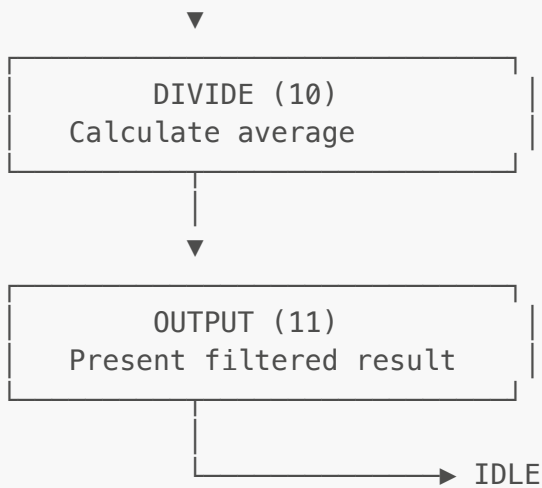 DIVIDE (10)
Calculate average
OUTPUT (11)
Present filtered result
IDLE